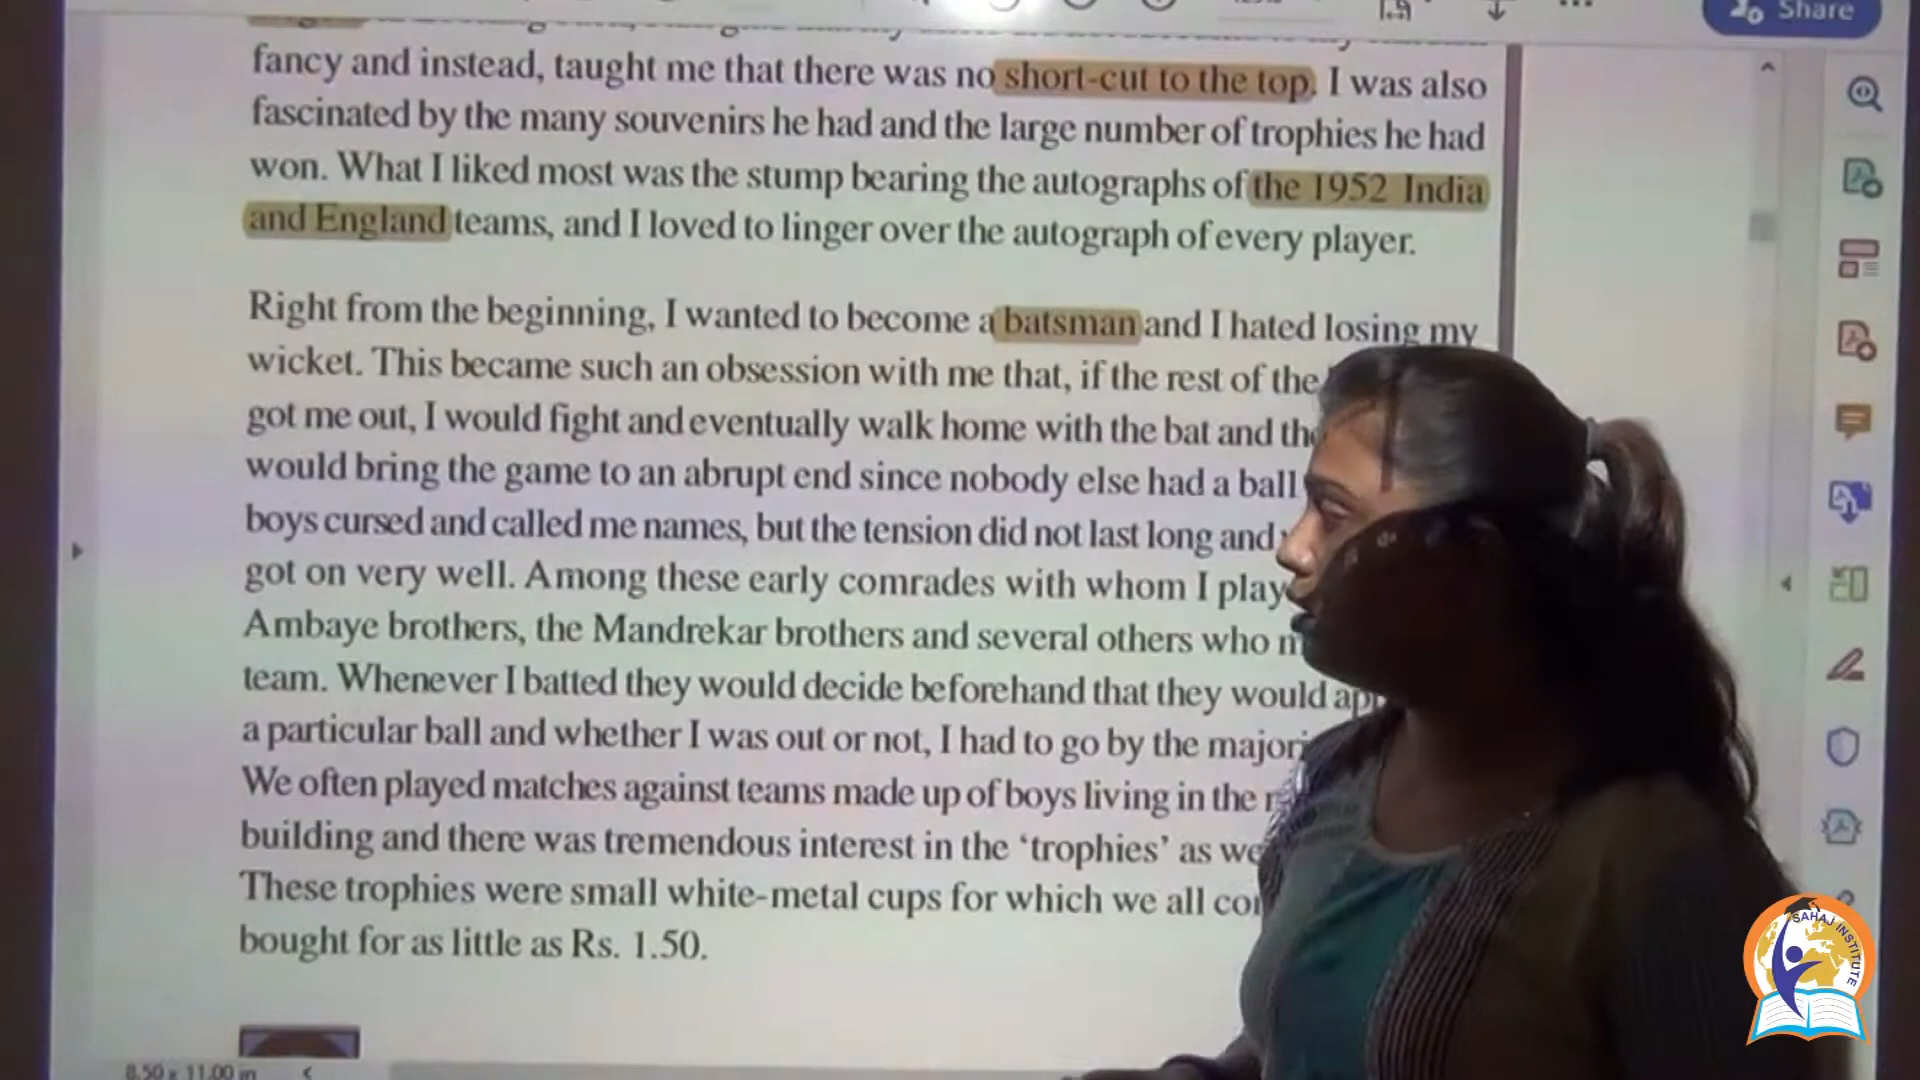 Share
fancy and instead, taught me that there was no short-cut to the top. I was also
fascinated by the many souvenirs he had and the large number of trophies he had
won. What I liked most was the stump bearing the autographs of the 1952 India
and England teams, and I loved to linger over the autograph of every player.
Right from the beginning, I wanted to become a batsman and I hated losing my
wicket. This became such an obsession with me that, if the rest of the
got me out, I would fight and eventually walk home with the bat and
would bring the game to an abrupt end since nobody else had a ball
boys cursed and called me names, but the tension did not last long and
got on very well. Among these early comrades with whom I play
Ambaye brothers, the Mandrekar brothers and several others who
team. Whenever I batted they would decide beforehand that they would
a particular ball and whether I was out or not, I had to go by the
We often played matches against teams made up of boys living in the
building and there was tremendous interest in the ‘trophies’ as
These trophies were small white-metal cups for which we all
bought for as little as Rs. 1.50.
8.50 x 11.00 in
SAHAJ INSTITUTE